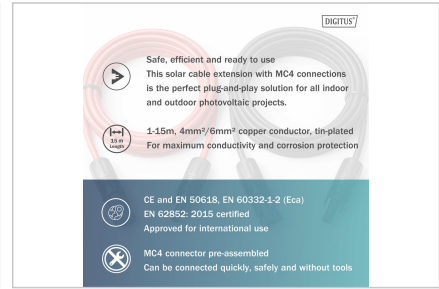 DIGITUS®
Safe, efficient and ready to use
This solar cable extension with MC4 connections
is the perfect plug-and-play solution for all indoor
and outdoor photovoltaic projects.
15 m
Length
1-15m, 4mm²/6mm² copper conductor, tin-plated
For maximum conductivity and corrosion protection
CE and EN 50618, EN 60332-1-2 (Eca)
EN 62852: 2015 certified
Approved for international use
MC4 connector pre-assembled
Can be connected quickly, safely and without tools